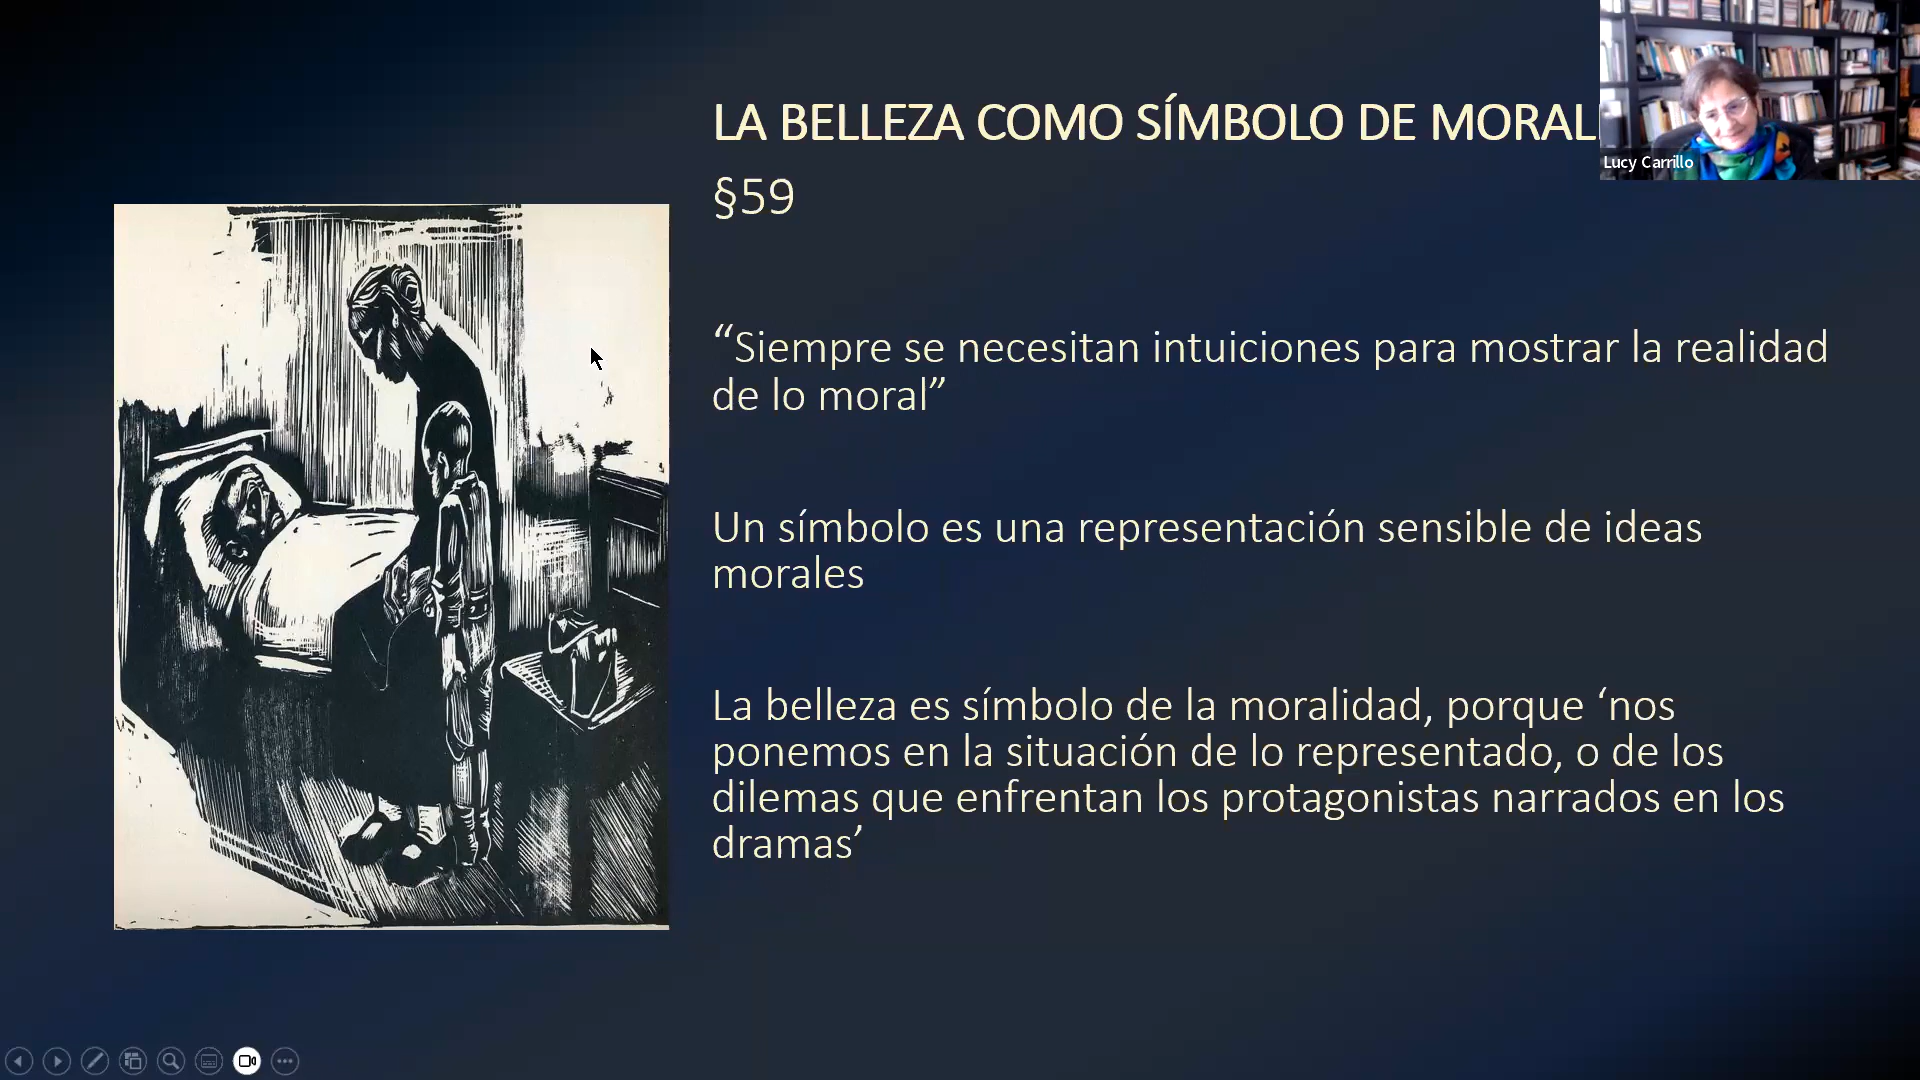 LA BELLEZA COMO SÍMBOLO DE MORAL
§59
Lucy Carrillo
“Siempre se necesitan intuiciones para mostrar la realidad
de lo moral”
Un símbolo es una representación sensible de ideas
morales
La belleza es símbolo de la moralidad, porque ‘nos
ponemos en la situación de lo representado, o de los
dilemas que enfrentan los protagonistas narrados en los
dramas’